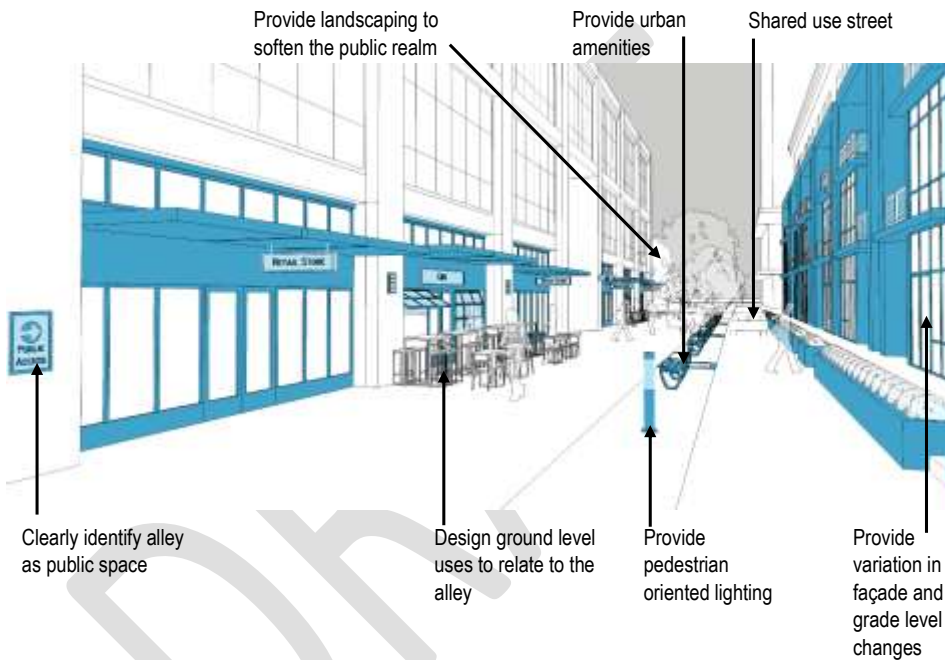 Provide landscaping to
soften the public realm
Provide urban
amenities
Shared use street
RETAIL STORE
PUBLIC
ACCESS
Clearly identify alley
as public space
Design ground level
uses to relate to the
alley
Provide
pedestrian
oriented lighting
Provide
variation in
façade and
grade level
changes